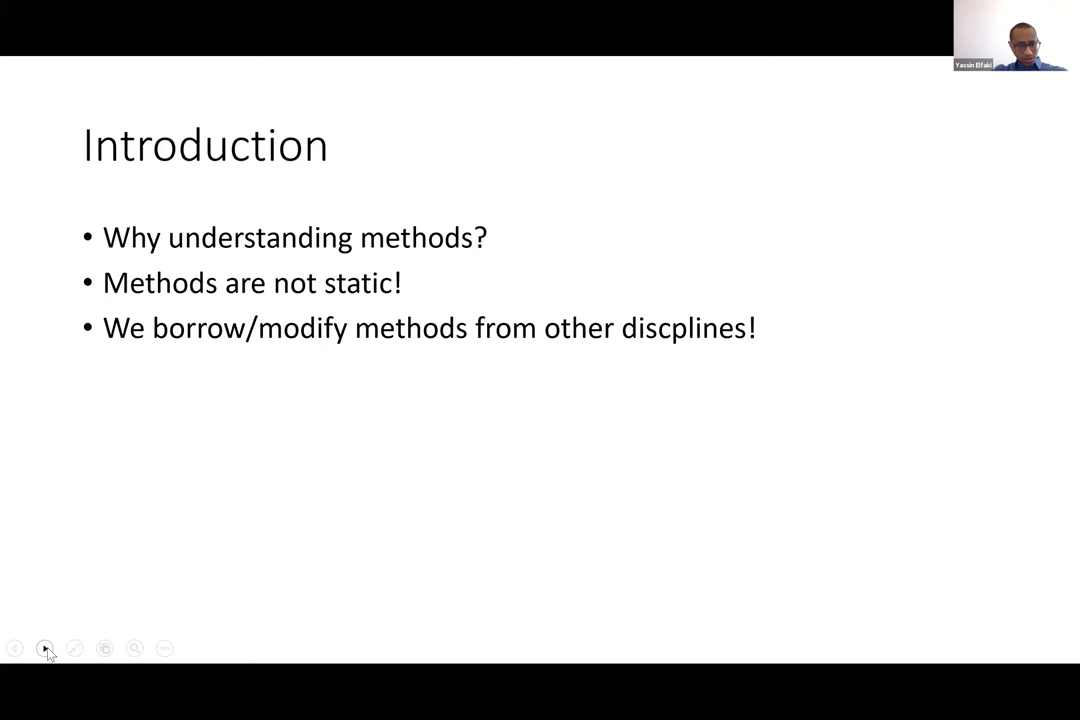 Yassin Elfaki
Introduction
• Why understanding methods?
• Methods are not static!
• We borrow/modify methods from other discplines!